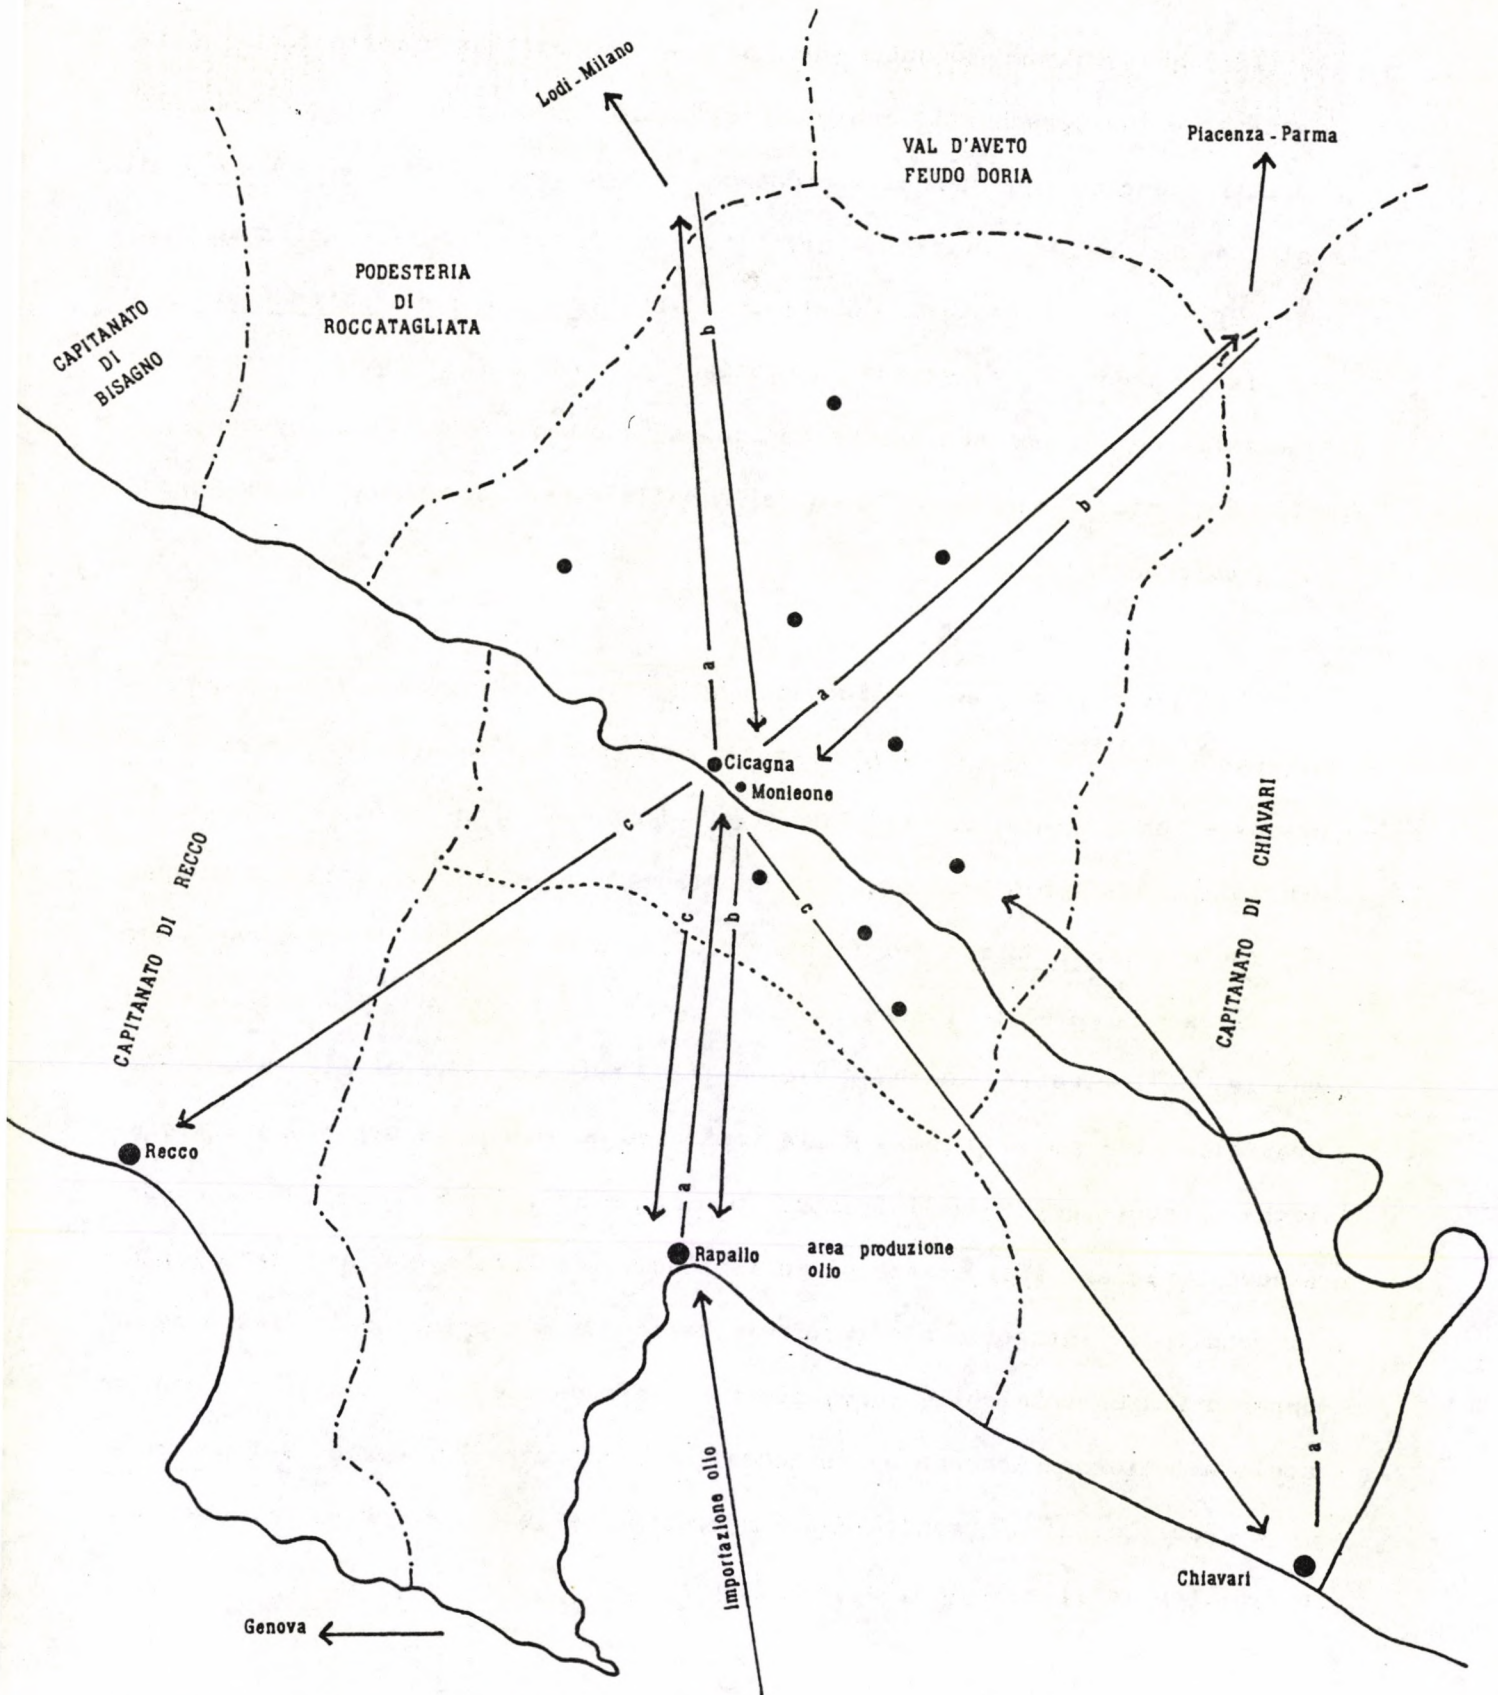 Lodi - Milano
VAL D'AVETO
FEUDO DORIA
Piacenza - Parma
PODESTERIA
DI
ROCCATAGLIATA
CAPITANATO
DI
BISAGNO
b
b
a
a
Cicagna
Monleone
c
c
b
c
CAPITANATO DI RECCO
CAPITANATO DI CHIAVARI
Recco
a
Rapallo
area produzione
olio
a
importazione olio
Chiavari
Genova